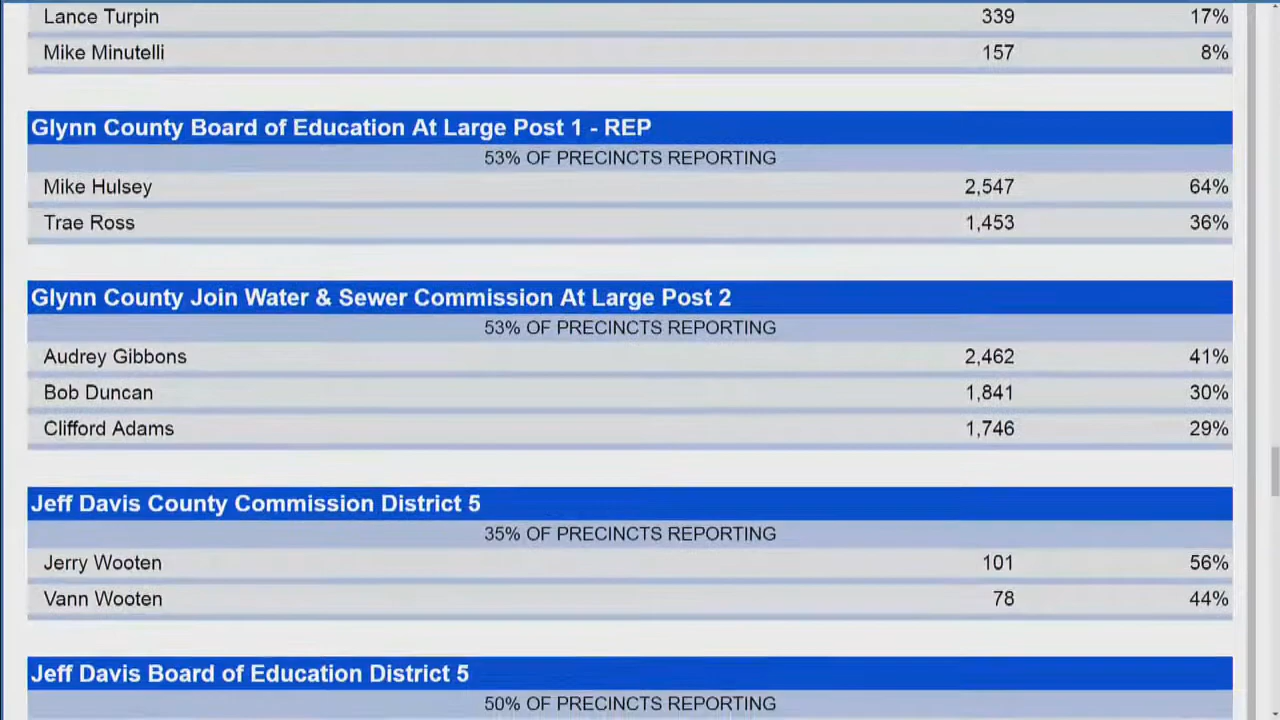 Lance Turpin 339 17%
Mike Minutelli 157 8%
Glynn County Board of Education At Large Post 1 - REP
53% OF PRECINCTS REPORTING
Mike Hulsey 2,547 64%
Trae Ross 1,453 36%
Glynn County Join Water & Sewer Commission At Large Post 2
53% OF PRECINCTS REPORTING
Audrey Gibbons 2,462 41%
Bob Duncan 1,841 30%
Clifford Adams 1,746 29%
Jeff Davis County Commission District 5
35% OF PRECINCTS REPORTING
Jerry Wooten 101 56%
Vann Wooten 78 44%
Jeff Davis Board of Education District 5
50% OF PRECINCTS REPORTING